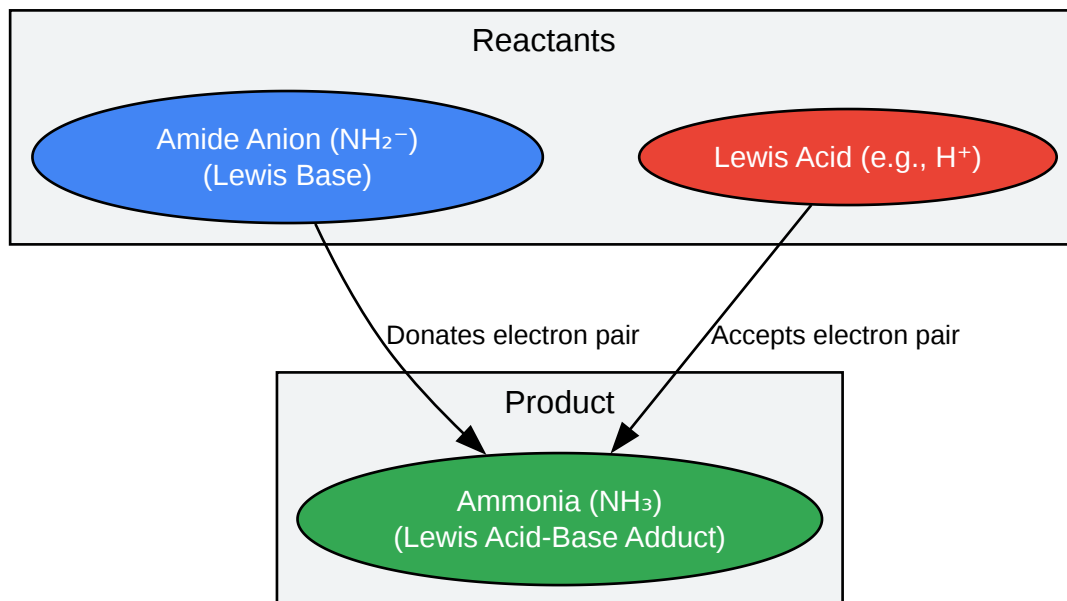 Reactants
Amide Anion (NH₂⁻)
(Lewis Base)
Lewis Acid (e.g., H⁺)
Donates electron pair
Accepts electron pair
Product
Ammonia (NH₃)
(Lewis Acid-Base Adduct)